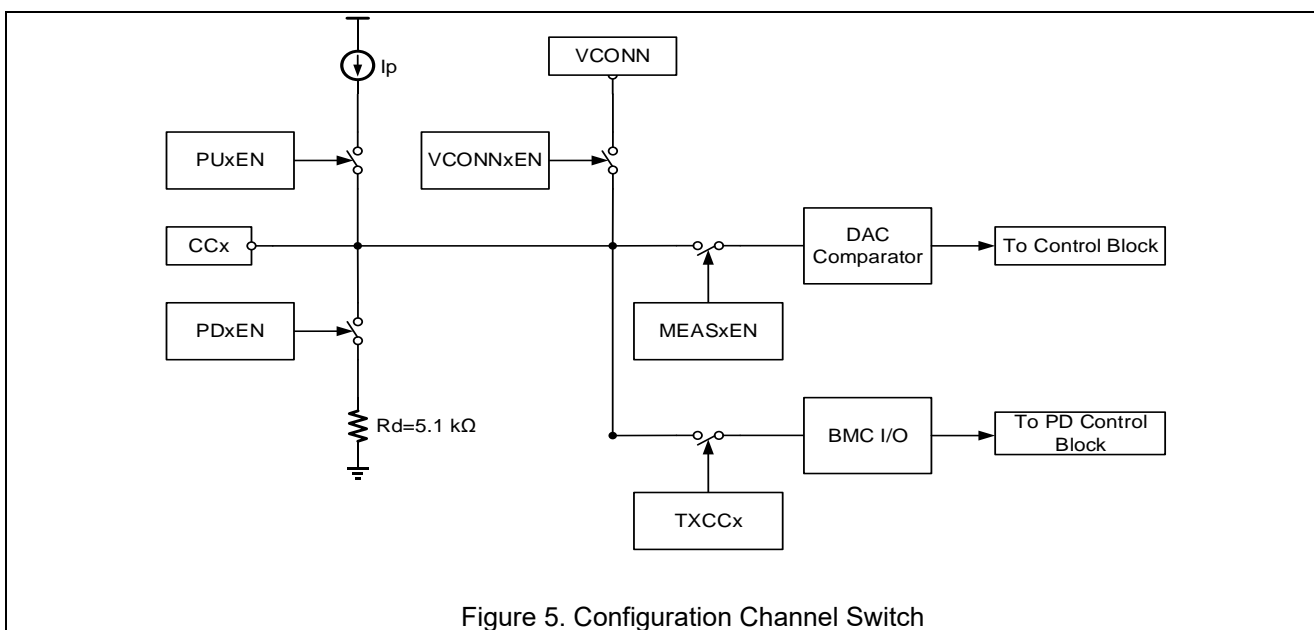 Ip
VCONN
PUxEN
VCONNxEN
CCx
DAC
Comparator
To Control Block
PDxEN
MEASxEN
Rd=5.1 kΩ
BMC I/O
To PD Control
Block
TXCCx
Figure 5. Configuration Channel Switch